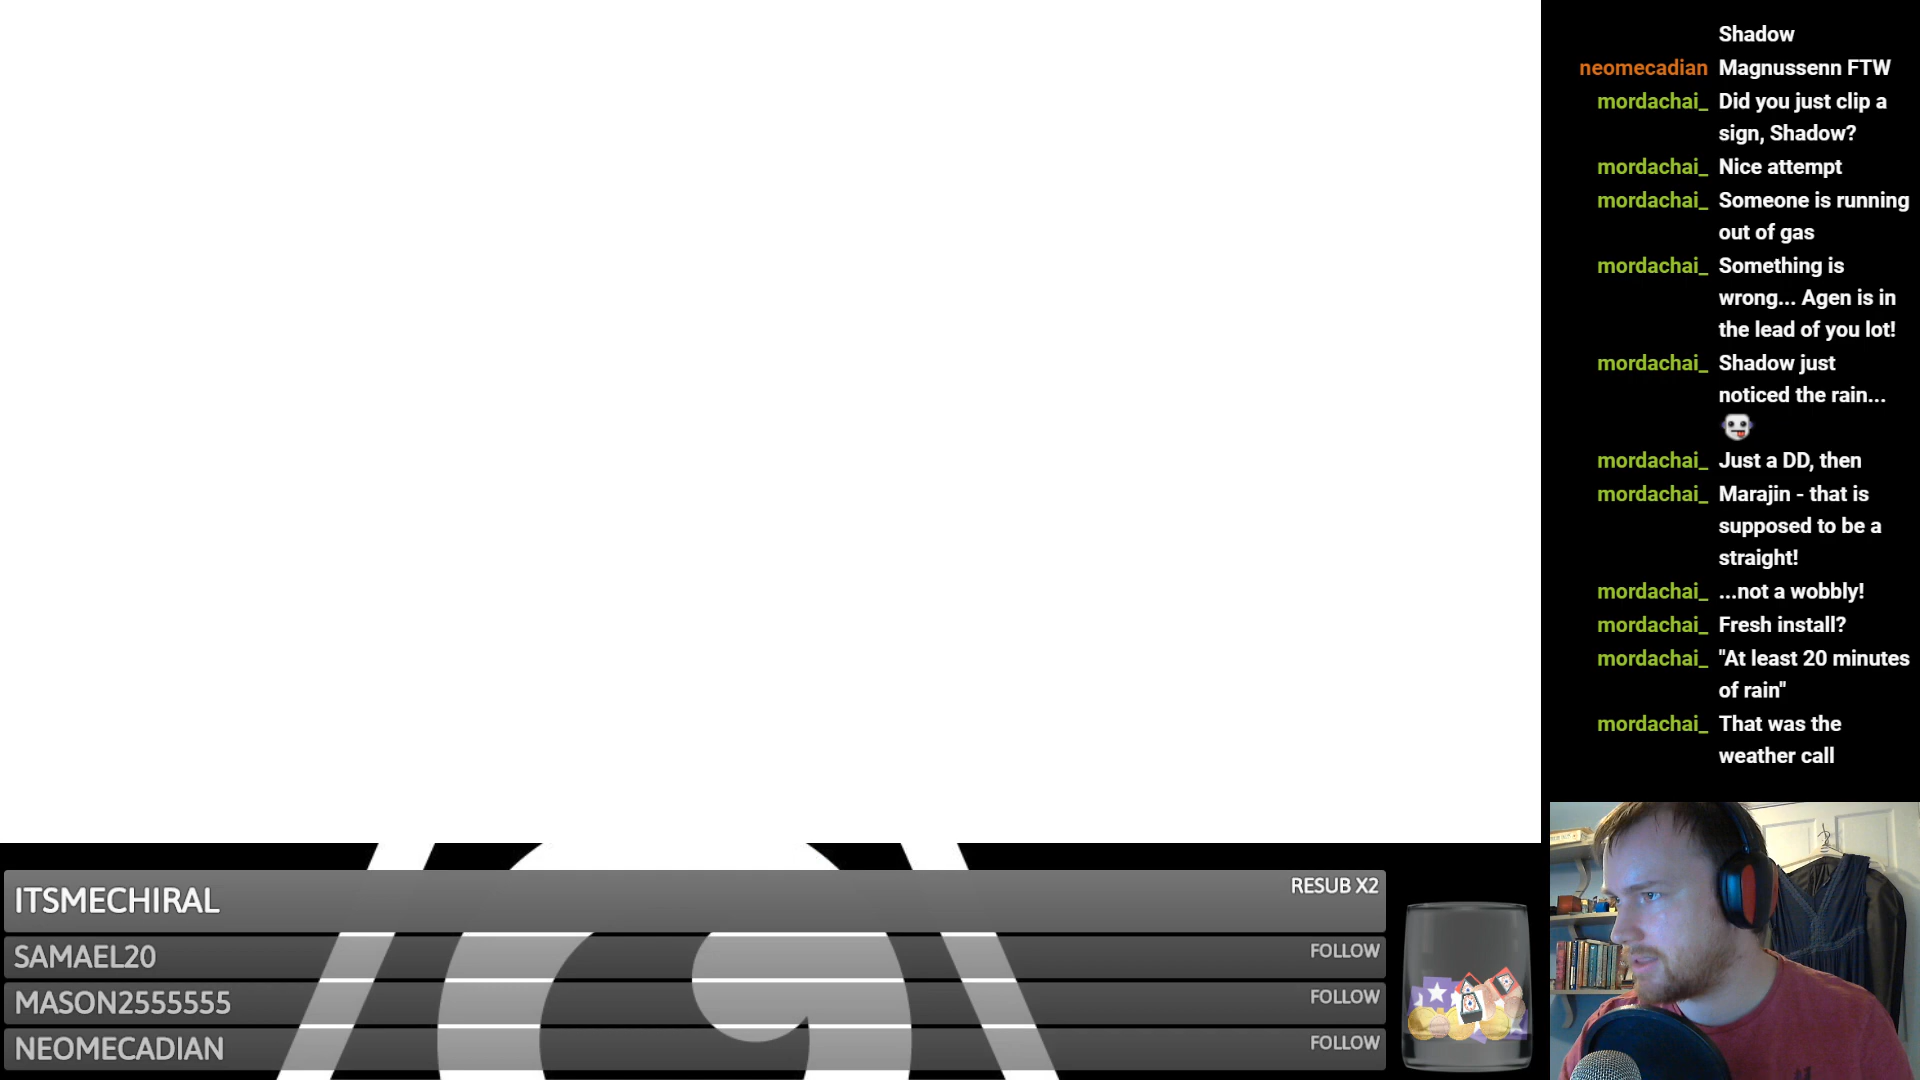 Shadow
neomecadian Magnussenn FTW
mordachai_ Did you just clip a
sign, Shadow?
mordachai_ Nice attempt
mordachai_ Someone is running
out of gas
mordachai_ Something is
wrong... Agen is in
the lead of you lot!
mordachai_ Shadow just
noticed the rain...
mordachai_ Just a DD, then
mordachai_ Marajin - that is
supposed to be a
straight!
mordachai_ ...not a wobbly!
mordachai_ Fresh install?
mordachai_ "At least 20 minutes
of rain"
mordachai_ That was the
weather call
ITSMECHIRAL RESUB X2
SAMAEL20 FOLLOW
MASON2555555 FOLLOW
NEOMECADIAN FOLLOW